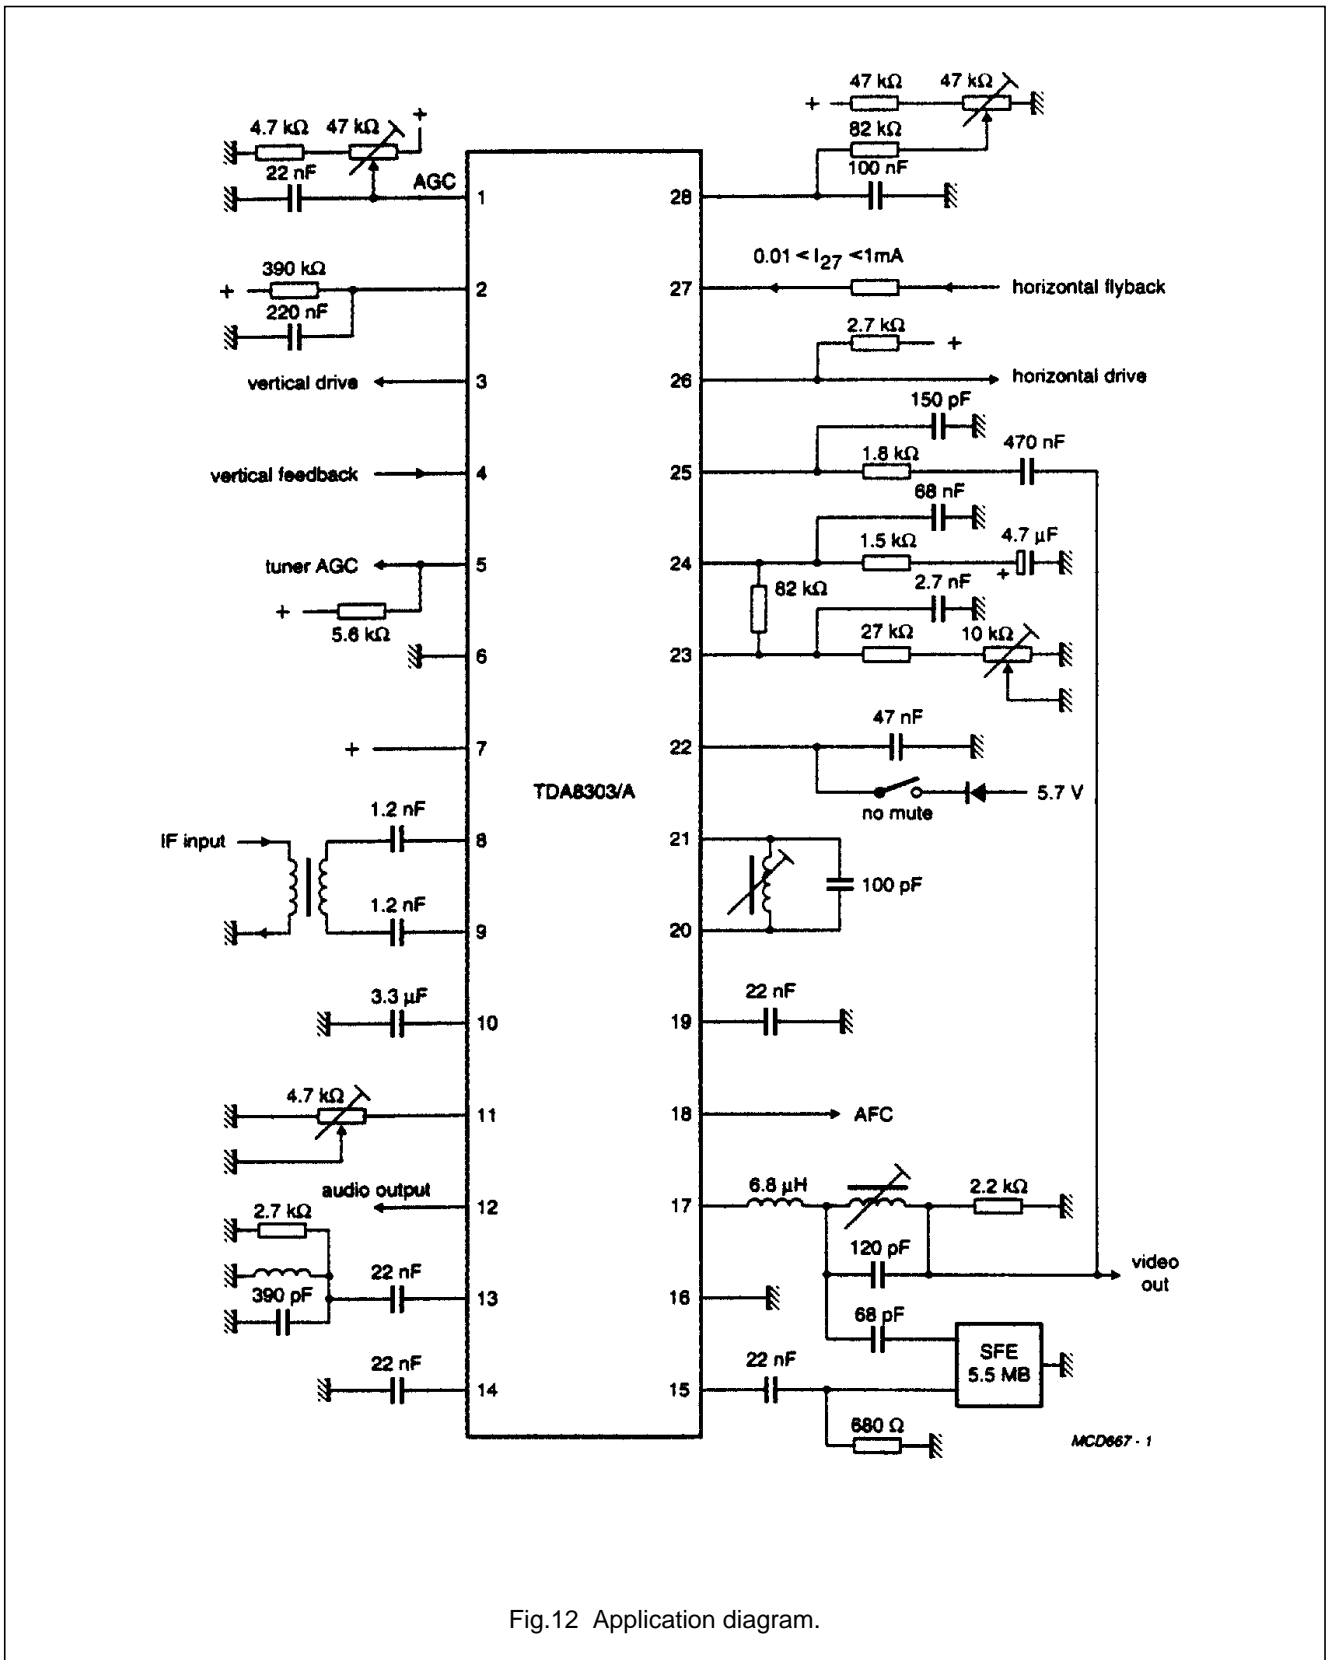 47 kΩ 47 kΩ
+
82 kΩ
100 nF
28
4.7 kΩ 47 kΩ +
22 nF
AGC
1
390 kΩ
+
2
220 nF
0.01 < I27 <1mA
27
horizontal flyback
2.7 kΩ
+
vertical drive
3
26
horizontal drive
150 pF
470 nF
vertical feedback
4
25
1.8 kΩ
68 nF
tuner AGC
5
24
1.5 kΩ
4.7 µF
+
+
5.6 kΩ
82 kΩ
2.7 nF
6
23
27 kΩ
10 kΩ
+
7
22
47 nF
no mute
5.7 V
TDA8303/A
IF input
1.2 nF
8
21
100 pF
1.2 nF
9
20
3.3 µF
10
22 nF
19
4.7 kΩ
11
18
AFC
audio output
12
17
6.8 µH
2.2 kΩ
2.7 kΩ
390 pF
22 nF
13
120 pF
video
out
16
68 pF
22 nF
14
22 nF
15
SFE
5.5 MB
680 Ω
MCD667 - 1
Fig.12 Application diagram.